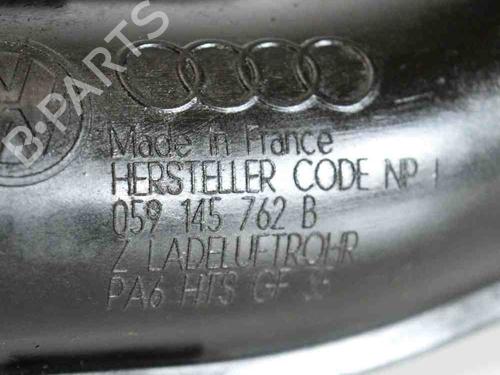 B·PARTS
Made in France
HERSTELLER CODE NP I
059 145 762 B
Z LADELUFTROHR
PA6 HTS GF 35